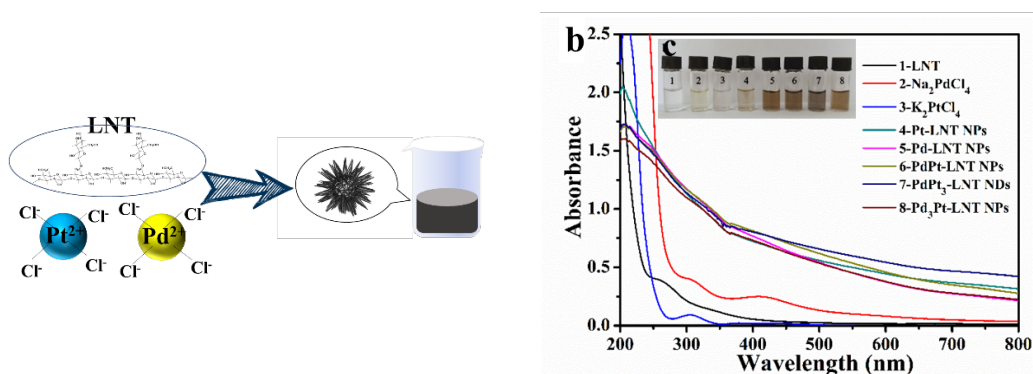 LNT
Cl-
Cl-
Cl-
Cl-
Pt2+
Pd2+
Cl-
Cl-
Cl-
Cl-
b
c
1 2 3 4 5 6 7 8
1-LNT
2-Na2PdCl4
3-K2PtCl4
4-Pt-LNT NPs
5-Pd-LNT NPs
6-PdPt-LNT NPs
7-PdPt3-LNT NDs
8-Pd3Pt-LNT NPs
Absorbance
2.5
2.0
1.5
1.0
0.5
0.0
200 300 400 500 600 700 800
Wavelength (nm)